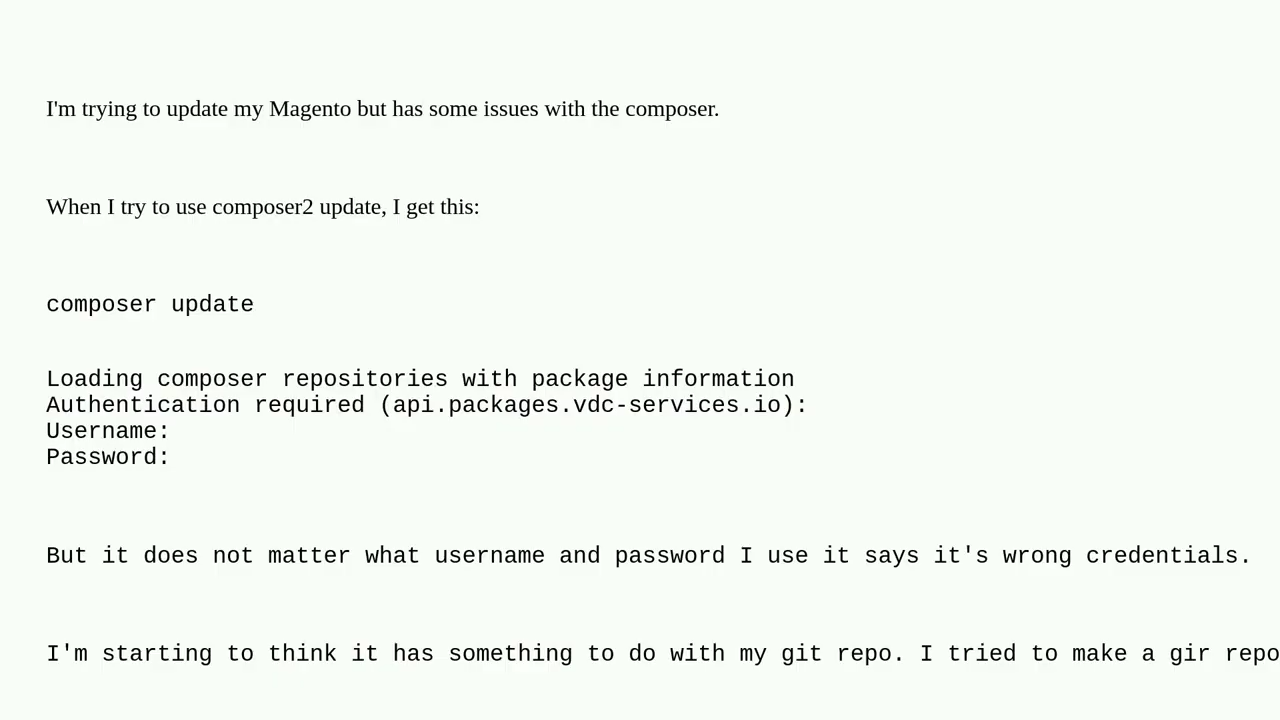 I'm trying to update my Magento but has some issues with the composer.
When I try to use composer2 update, I get this:
composer update
Loading composer repositories with package information
Authentication required (api.packages.vdc-services.io):
Username:
Password:
But it does not matter what username and password I use it says it's wrong credentials.
I'm starting to think it has something to do with my git repo. I tried to make a gir repo